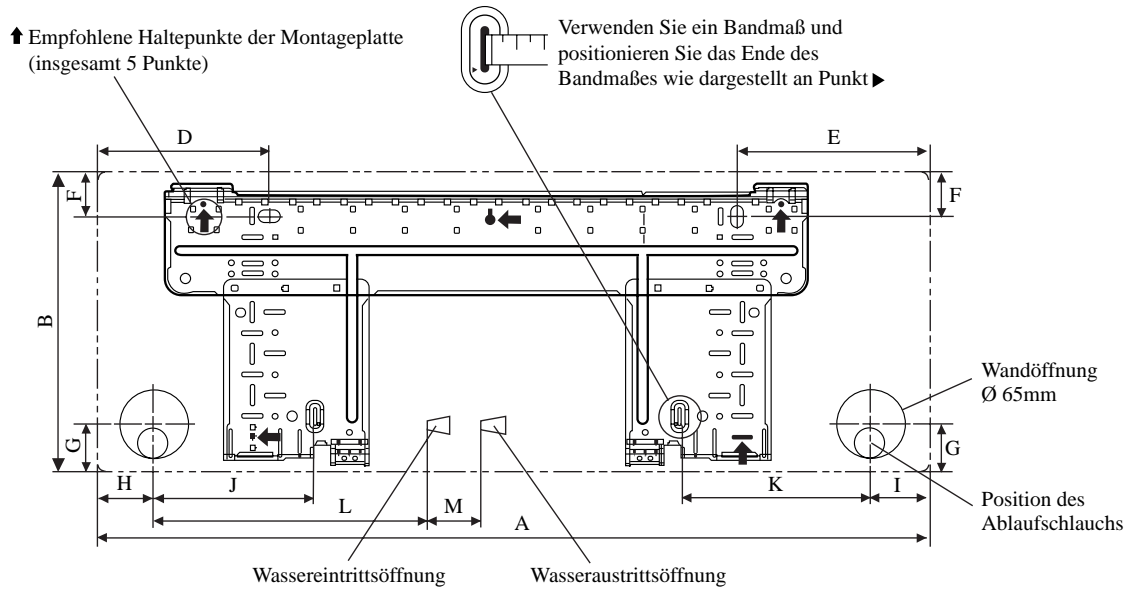 ⬆ Empfohlene Haltepunkte der Montageplatte
(insgesamt 5 Punkte)
Verwenden Sie ein Bandmaß und
positionieren Sie das Ende des
Bandmaßes wie dargestellt an Punkt ▶
D
E
F
F
B
Wandöffnung
Ø 65mm
G
G
H
J
K
I
L
M
A
Position des
Ablaufschlauchs
Wassereintrittsöffnung
Wasseraustrittsöffnung